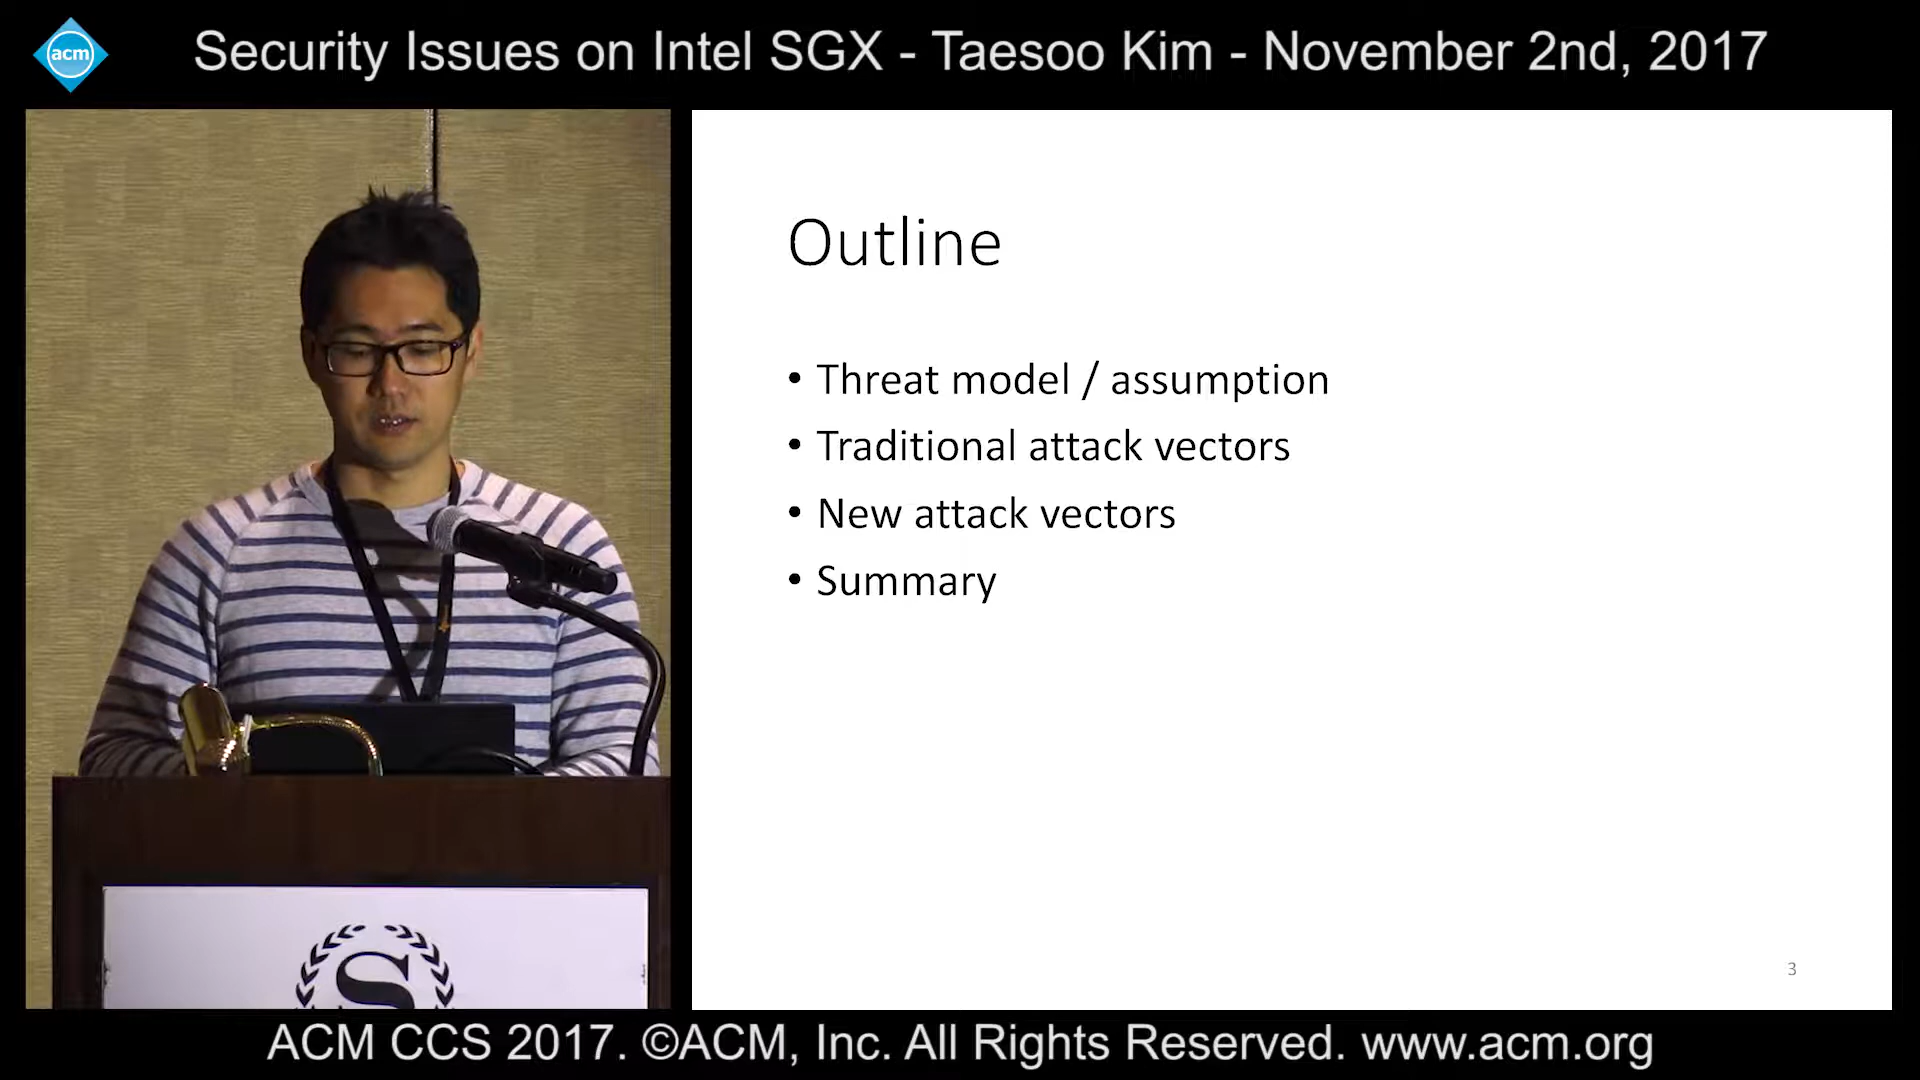 acm
Security Issues on Intel SGX - Taesoo Kim - November 2nd, 2017
Outline
• Threat model / assumption
• Traditional attack vectors
• New attack vectors
• Summary
3
S
ACM CCS 2017. ©ACM, Inc. All Rights Reserved. www.acm.org